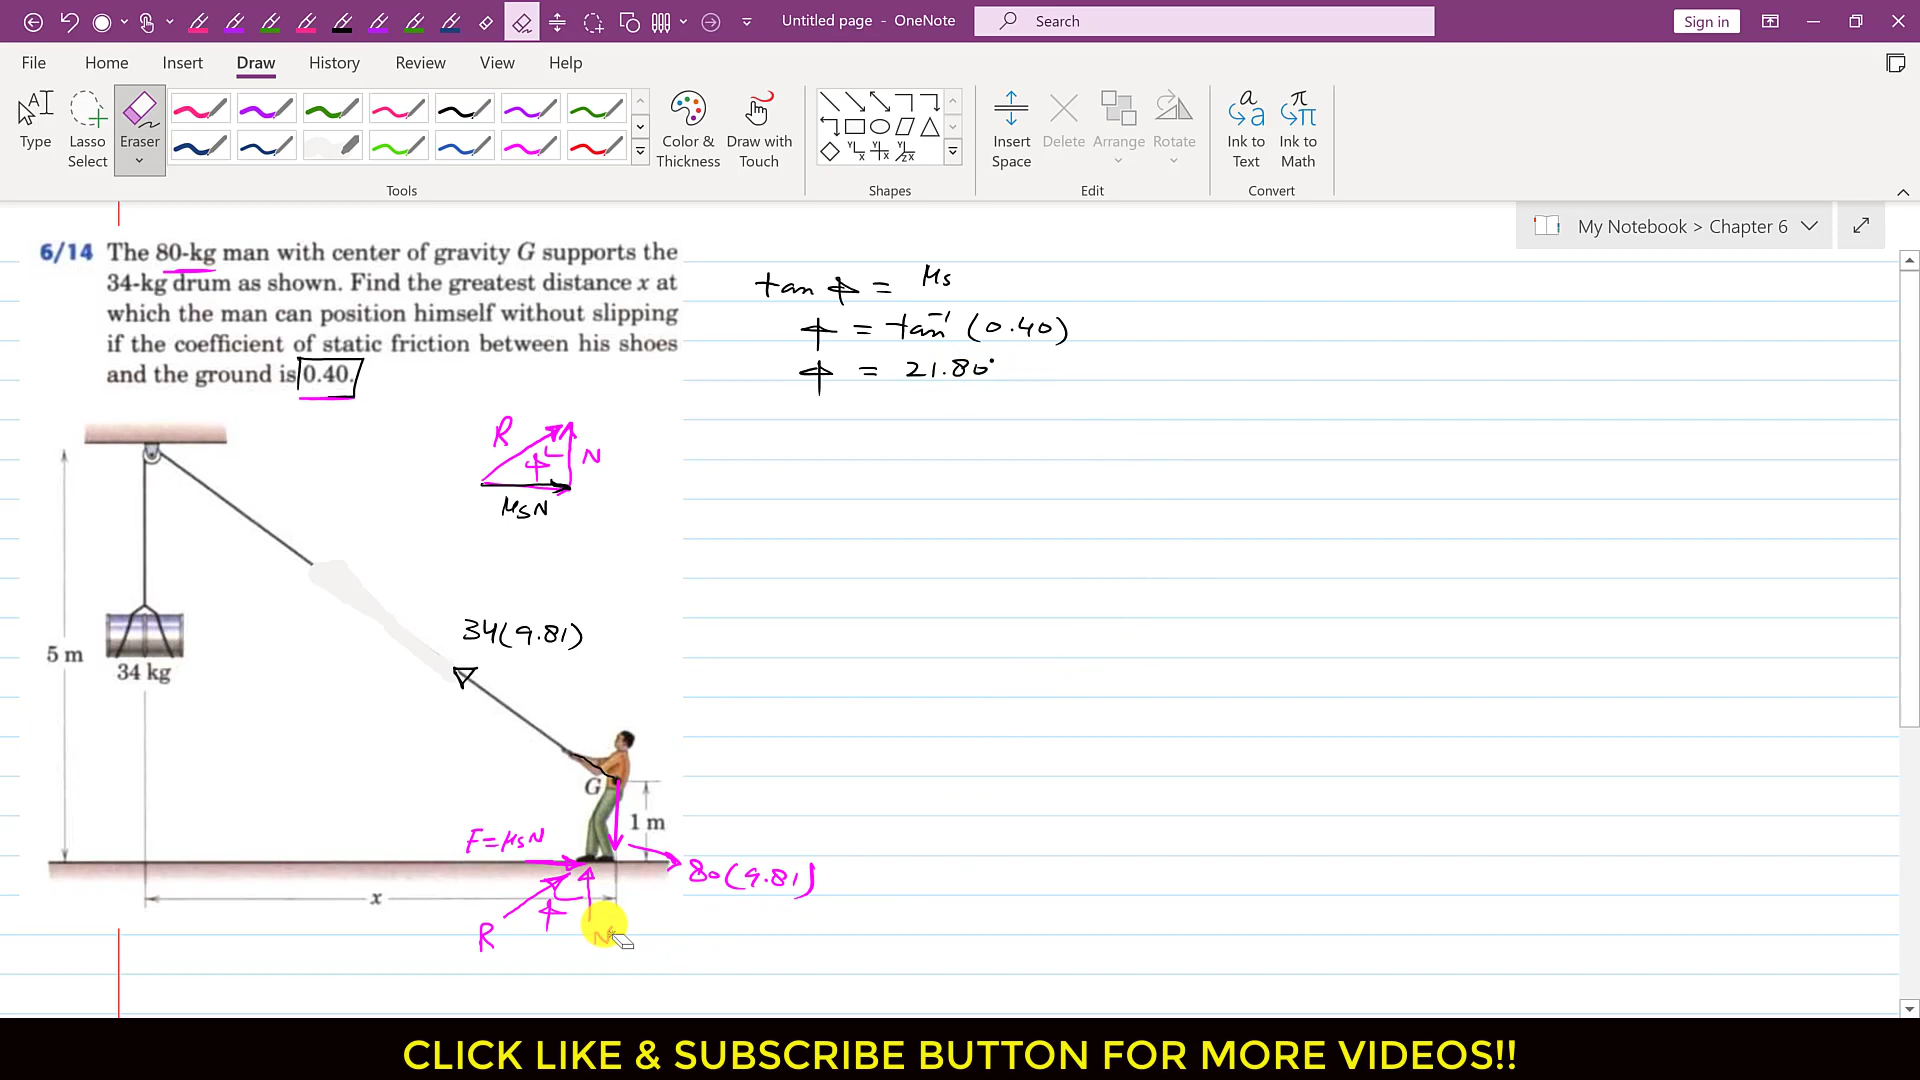 Untitled page - OneNote
Search
Sign in
File Home Insert Draw History Review View Help
Type
Lasso Select
Eraser
Color & Thickness
Draw with Touch
Insert Space
Delete
Arrange
Rotate
Ink to Text
Ink to Math
Tools
Shapes
Edit
Convert
My Notebook > Chapter 6
6/14 The 80-kg man with center of gravity G supports the
34-kg drum as shown. Find the greatest distance x at
which the man can position himself without slipping
if the coefficient of static friction between his shoes
and the ground is 0.40.
tan ϕ = μs
ϕ = tan⁻¹ (0.40)
ϕ = 21.80°
R
ϕ
N
μsN
34(9.81)
5 m
34 kg
G
1 m
F=μsN
80(9.81)
x
ϕ
R
N
CLICK LIKE & SUBSCRIBE BUTTON FOR MORE VIDEOS!!